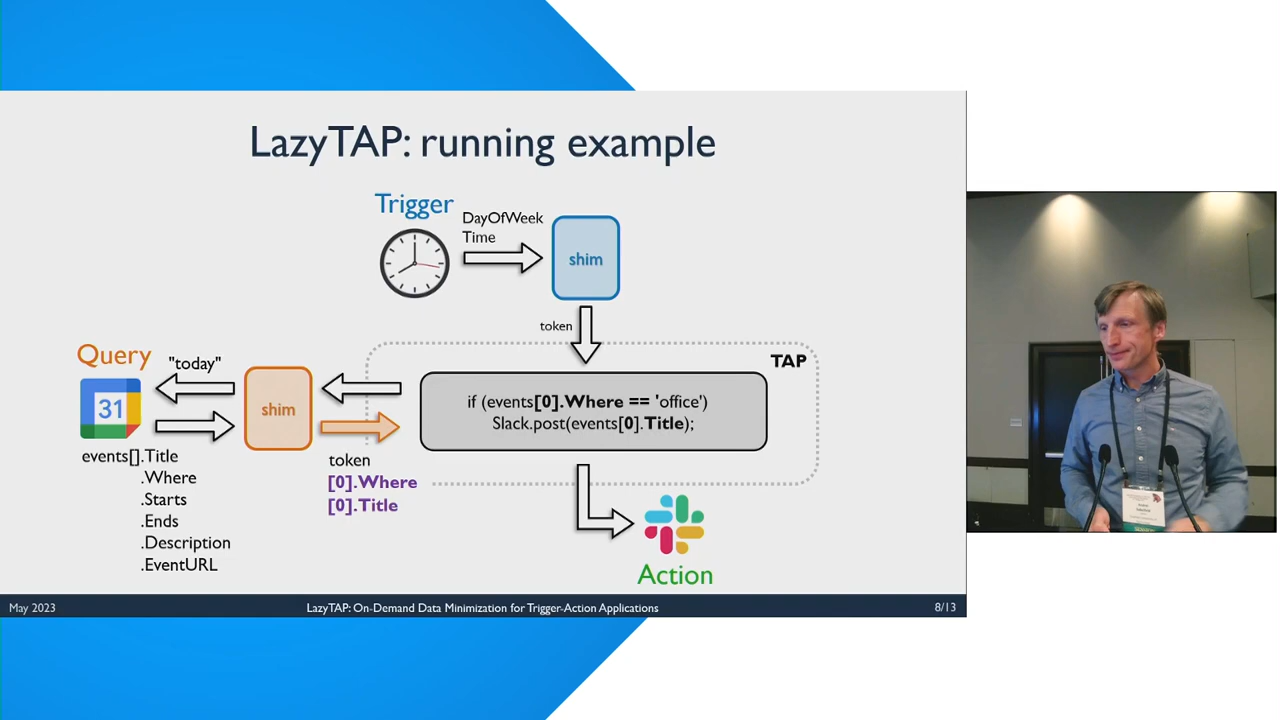 LazyTAP: running example
Trigger
DayOfWeek
Time
shim
token
Query
"today"
TAP
31
shim
if (events[0].Where == 'office')
Slack.post(events[0].Title);
events[].Title
.Where
.Starts
.Ends
.Description
.EventURL
token
[0].Where
[0].Title
Action
May 2023
LazyTAP: On-Demand Data Minimization for Trigger-Action Applications
8/13